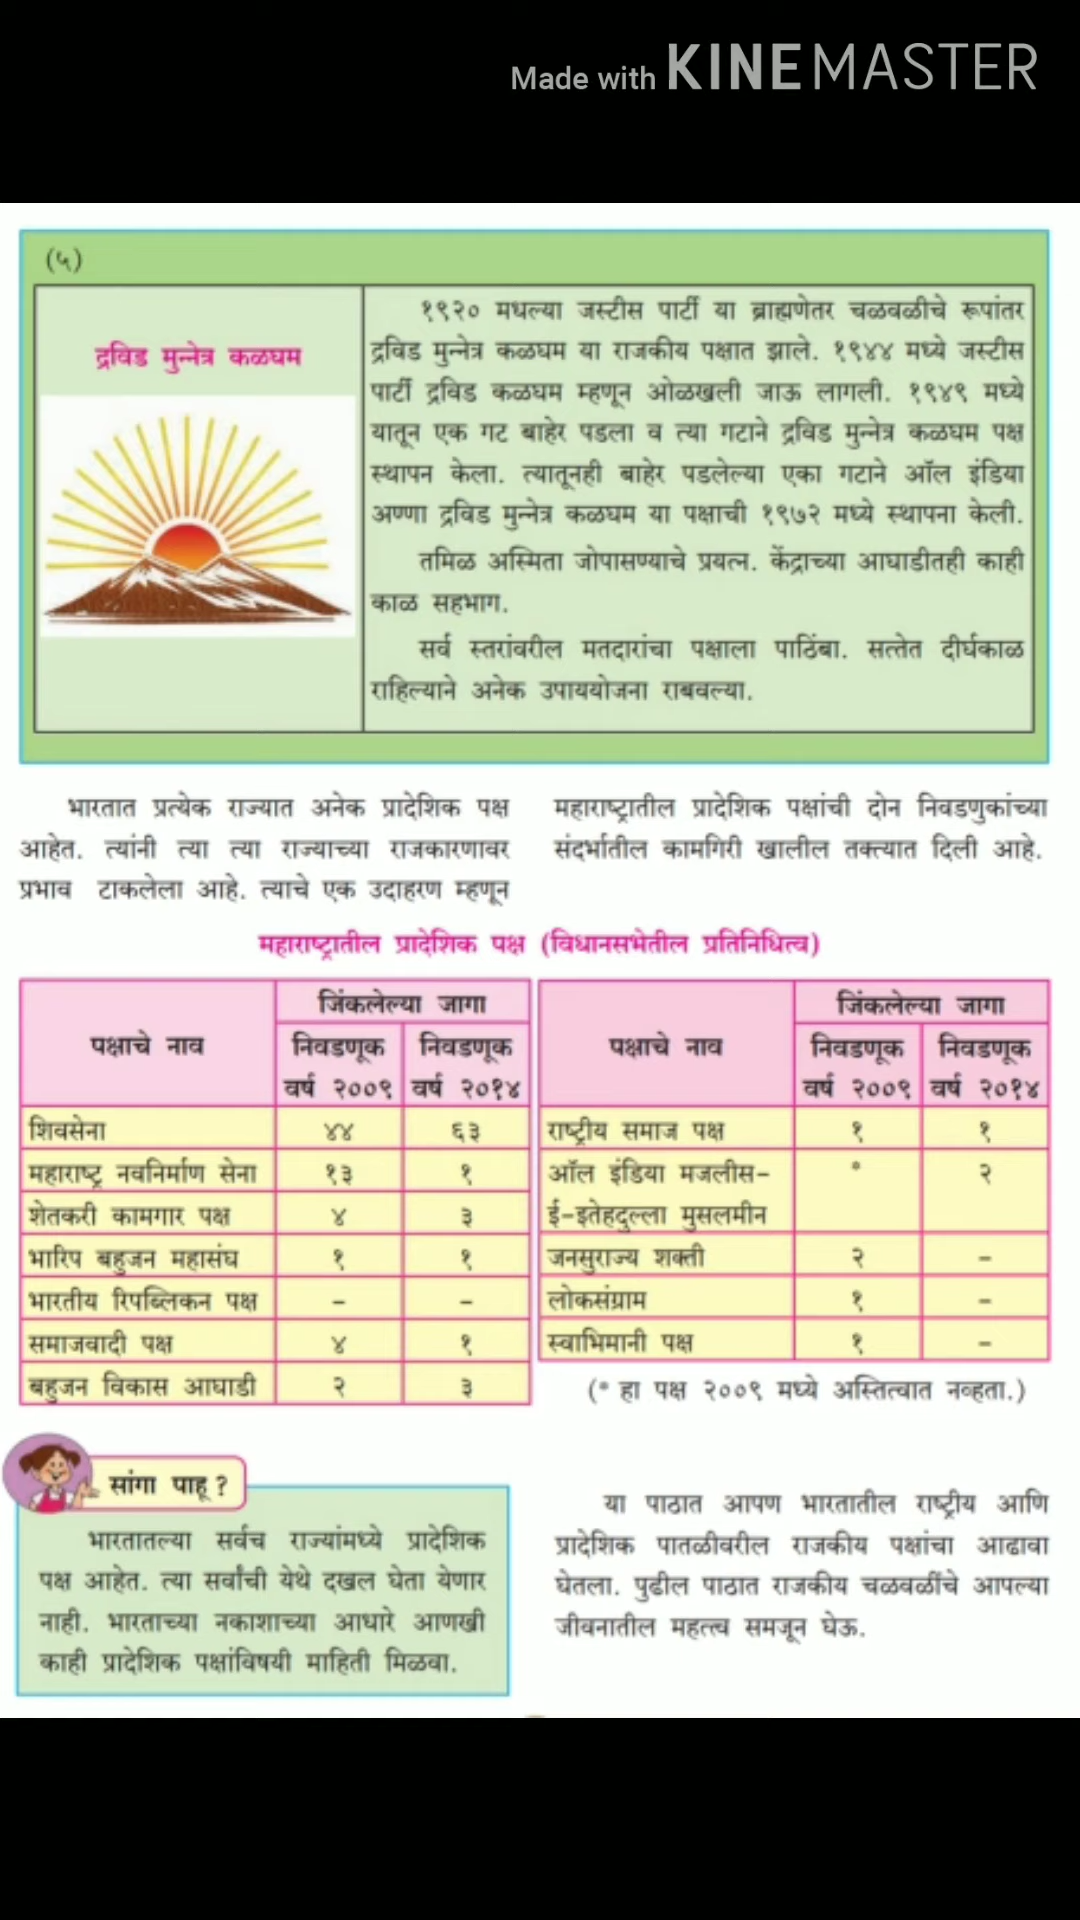 Made with KINEMASTER
(५)
द्रविड मुन्नेत्र कळघम
१९२० मधल्या जस्टीस पार्टी या ब्राह्मणेतर चळवळीचे रूपांतर
द्रविड मुन्नेत्र कळघम या राजकीय पक्षात झाले. १९४४ मध्ये जस्टीस
पार्टी द्रविड कळघम म्हणून ओळखली जाऊ लागली. १९४९ मध्ये
यातून एक गट बाहेर पडला व त्या गटाने द्रविड मुन्नेत्र कळघम पक्ष
स्थापन केला. त्यातूनही बाहेर पडलेल्या एका गटाने ऑल इंडिया
अण्णा द्रविड मुन्नेत्र कळघम या पक्षाची १९७२ मध्ये स्थापना केली.
तमिळ अस्मिता जोपासण्याचे प्रयत्न. केंद्राच्या आघाडीतही काही
काळ सहभाग.
सर्व स्तरांवरील मतदारांचा पक्षाला पाठिंबा. सत्तेत दीर्घकाळ
राहिल्याने अनेक उपाययोजना राबवल्या.
भारतात प्रत्येक राज्यात अनेक प्रादेशिक पक्ष
आहेत. त्यांनी त्या त्या राज्याच्या राजकारणावर
प्रभाव टाकलेला आहे. त्याचे एक उदाहरण म्हणून
महाराष्ट्रातील प्रादेशिक पक्षांची दोन निवडणुकांच्या
संदर्भातील कामगिरी खालील तक्त्यात दिली आहे.
महाराष्ट्रातील प्रादेशिक पक्ष (विधानसभेतील प्रतिनिधित्व)
पक्षाचे नाव जिंकलेल्या जागा
निवडणूक निवडणूक
वर्ष २००९ वर्ष २०१४
शिवसेना ४४ ६३
महाराष्ट्र नवनिर्माण सेना १३ १
शेतकरी कामगार पक्ष ४ ३
भारिप बहुजन महासंघ १ १
भारतीय रिपब्लिकन पक्ष – –
समाजवादी पक्ष ४ १
बहुजन विकास आघाडी २ ३
पक्षाचे नाव जिंकलेल्या जागा
निवडणूक निवडणूक
वर्ष २००९ वर्ष २०१४
राष्ट्रीय समाज पक्ष १ १
ऑल इंडिया मजलीस- * २
ई-इतेहदुल्ला मुसलमीन
जनसुराज्य शक्ती २ –
लोकसंग्राम १ –
स्वाभिमानी पक्ष १ –
(* हा पक्ष २००९ मध्ये अस्तित्वात नव्हता.)
सांगा पाहू ?
भारतातल्या सर्वच राज्यांमध्ये प्रादेशिक
पक्ष आहेत. त्या सर्वांची येथे दखल घेता येणार
नाही. भारताच्या नकाशाच्या आधारे आणखी
काही प्रादेशिक पक्षांविषयी माहिती मिळवा.
या पाठात आपण भारतातील राष्ट्रीय आणि
प्रादेशिक पातळीवरील राजकीय पक्षांचा आढावा
घेतला. पुढील पाठात राजकीय चळवळींचे आपल्या
जीवनातील महत्त्व समजून घेऊ.